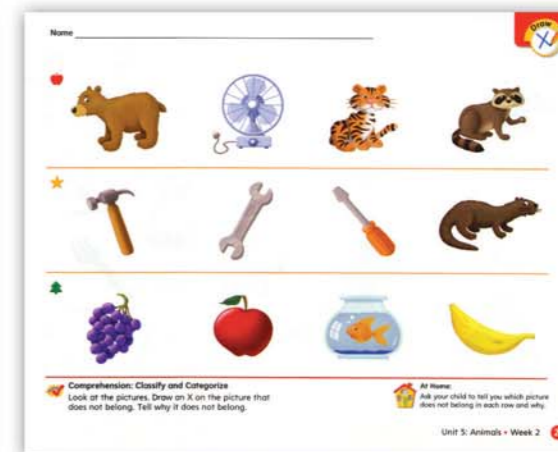 Name
Draw
X
Comprehension: Classify and Categorize
Look at the pictures. Draw an X on the picture that
does not belong. Tell why it does not belong.
At Home:
Ask your child to tell you which picture
does not belong in each row and why.
Unit 5: Animals • Week 2